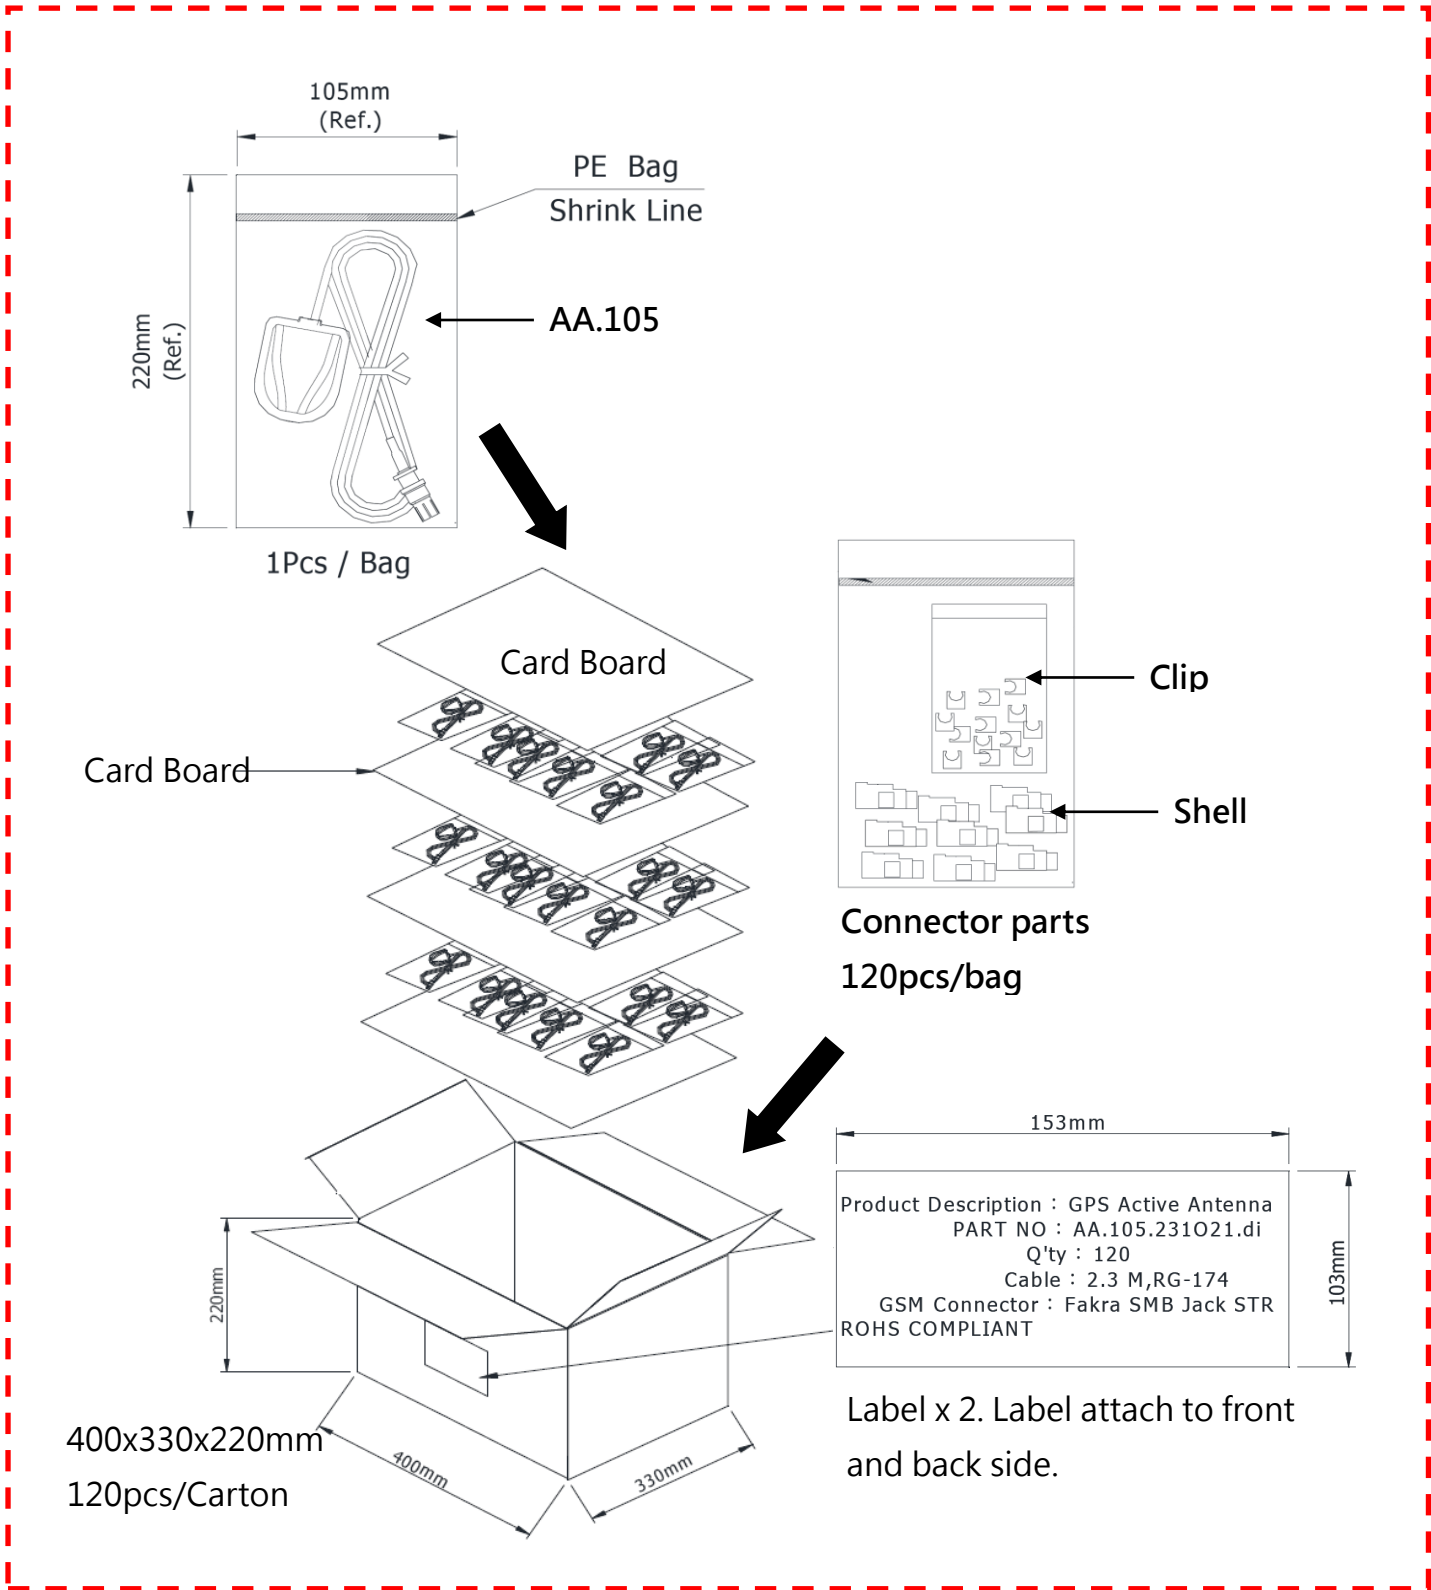 105mm
(Ref.)
PE Bag
Shrink Line
220mm
(Ref.)
AA.105
1Pcs / Bag
Card Board
Card Board
Clip
Shell
Connector parts
120pcs/bag
153mm
Product Description : GPS Active Antenna
PART NO : AA.105.231O21.di
Q'ty : 120
Cable : 2.3 M,RG-174
GSM Connector : Fakra SMB Jack STR
ROHS COMPLIANT
103mm
220mm
Label x 2. Label attach to front
and back side.
400x330x220mm
120pcs/Carton
400mm
330mm